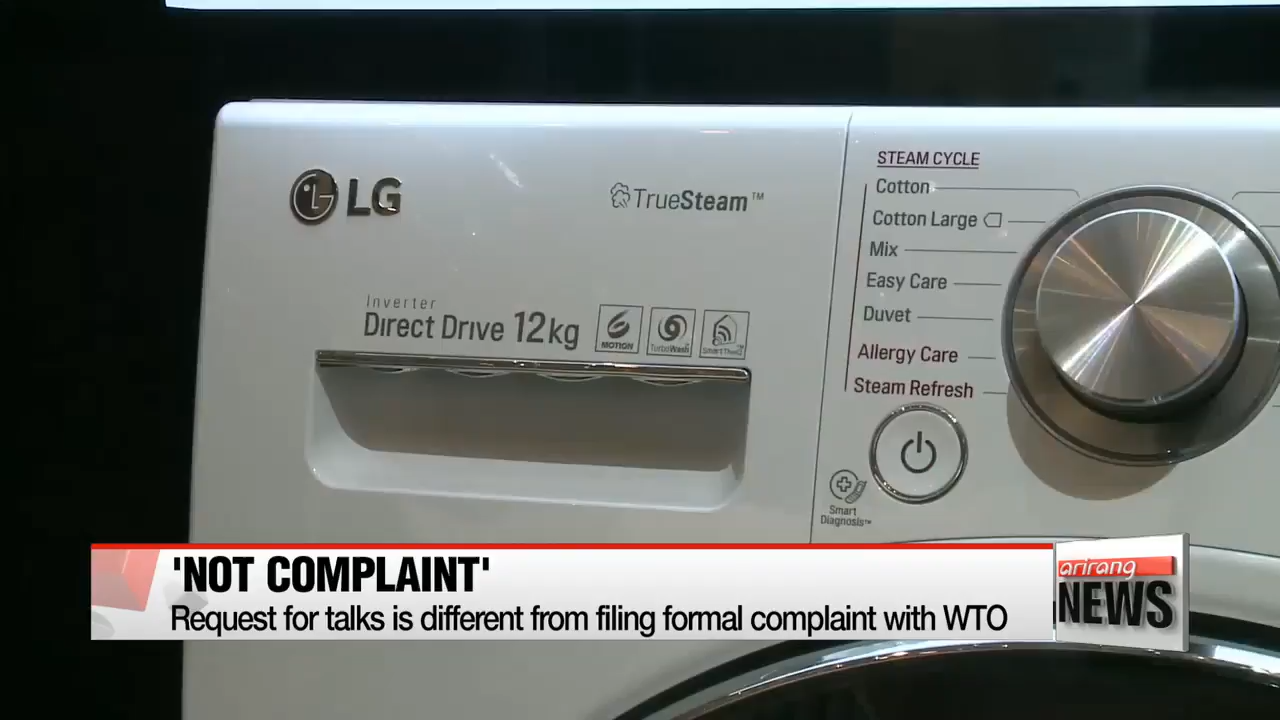 LG
TrueSteam™
Inverter
Direct Drive 12kg
6 MOTION
TurboWash
STEAM CYCLE
Cotton
Cotton Large
Mix
Easy Care
Duvet
Allergy Care
Steam Refresh
Smart
Diagnosis™
'NOT COMPLAINT'
Request for talks is different from filing formal complaint with WTO
arirang
NEWS